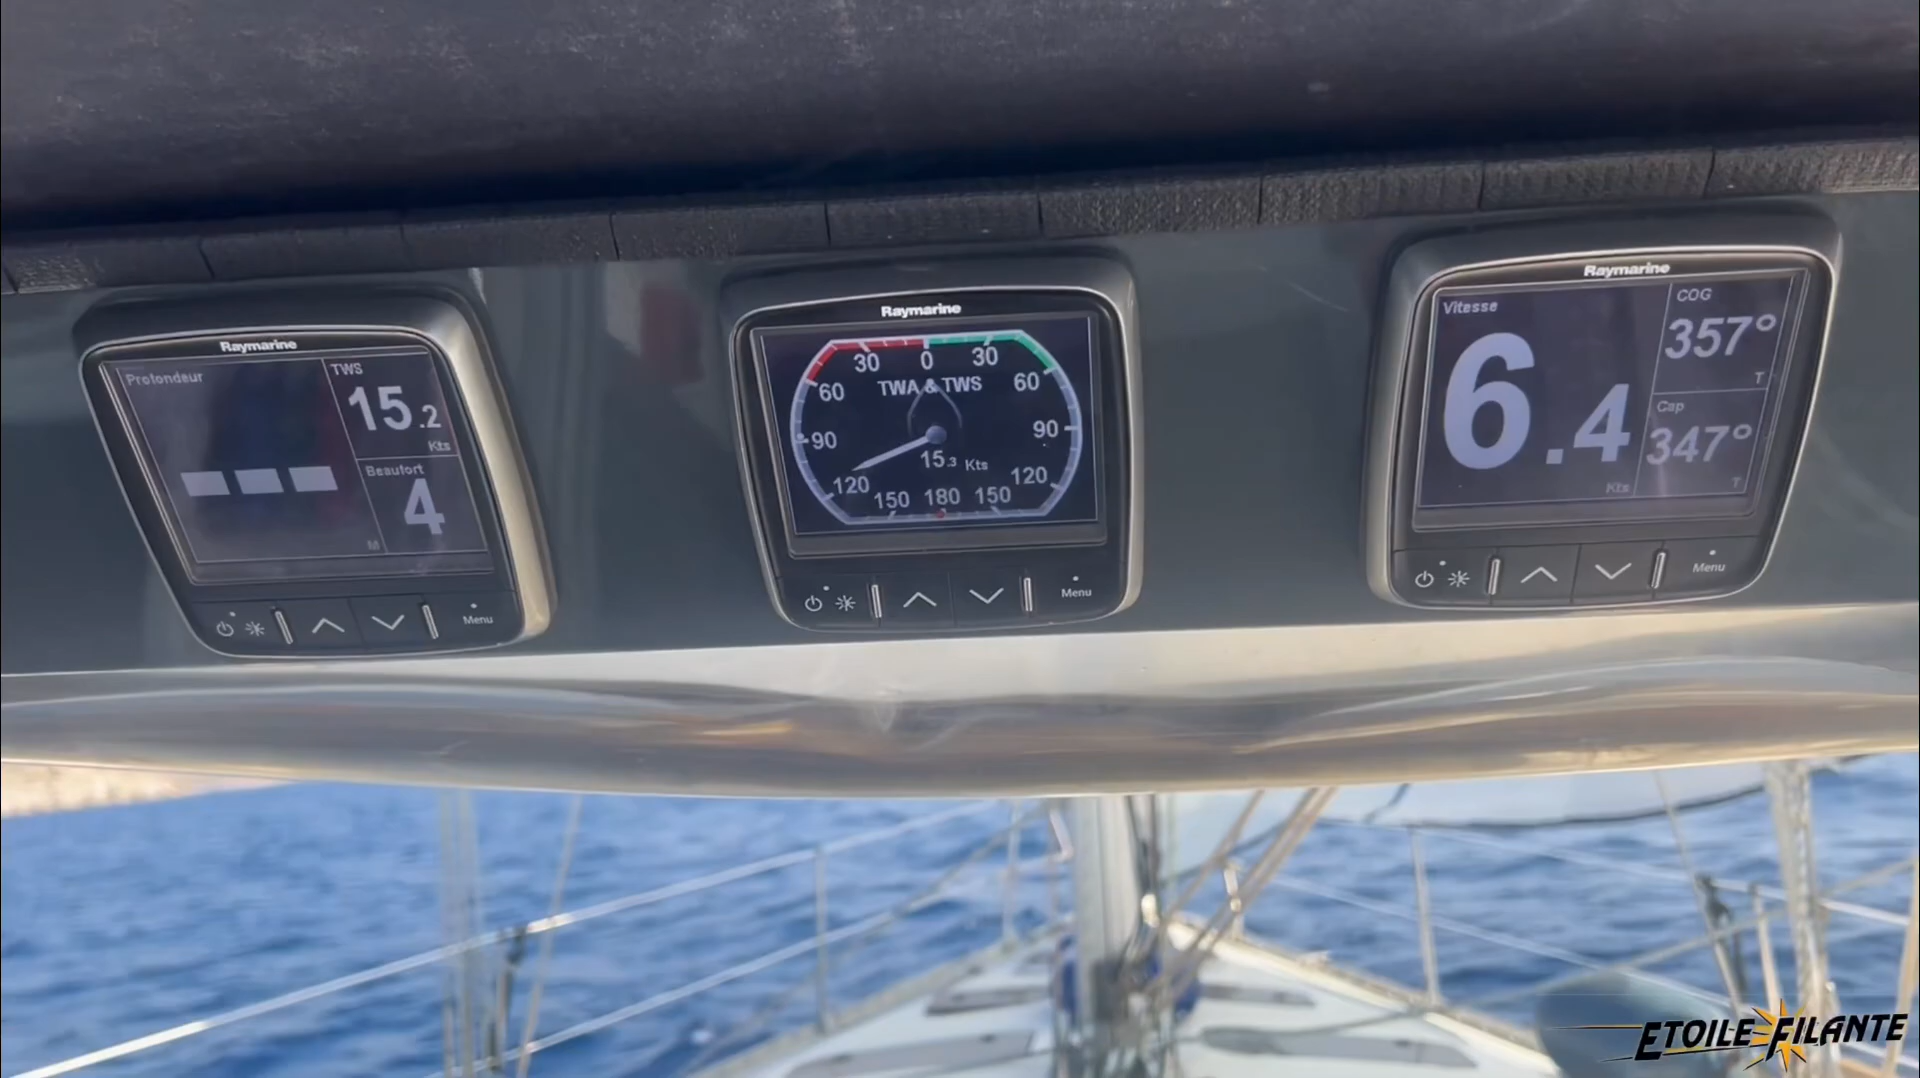 Raymarine
Profondeur
TWS
15.2
Kts
Beaufort
4
M
Menu
Raymarine
30 0 30
60 TWA & TWS 60
90 90
15.3 Kts
120 120
150 180 150
Menu
Raymarine
Vitesse
6.4
Kts
COG
357°
T
Cap
347°
T
Menu
ETOILE FILANTE